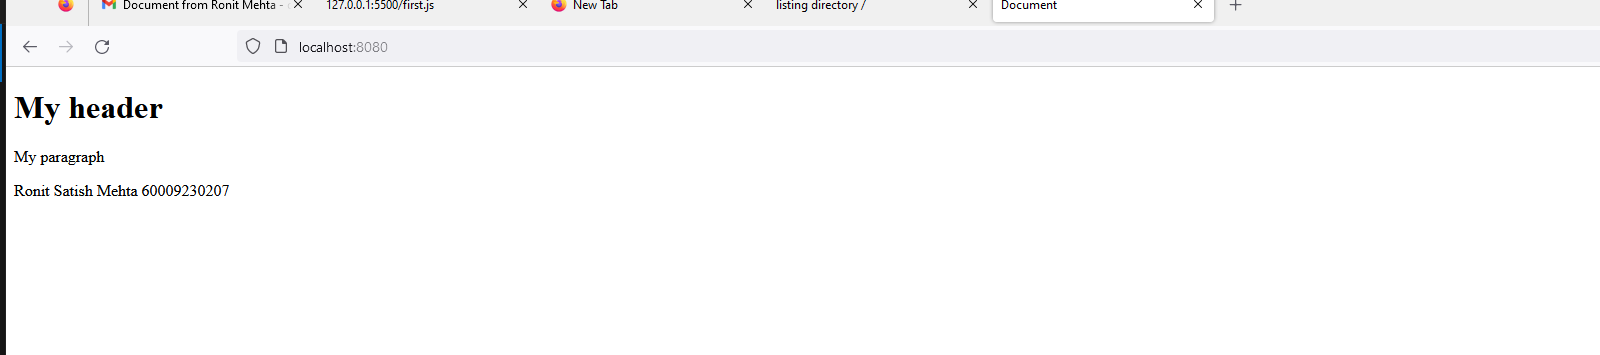 Document from Ronit Mehta -
127.0.0.1:5500/first.js
New Tab
listing directory /
Document
localhost:8080
My header
My paragraph
Ronit Satish Mehta 60009230207